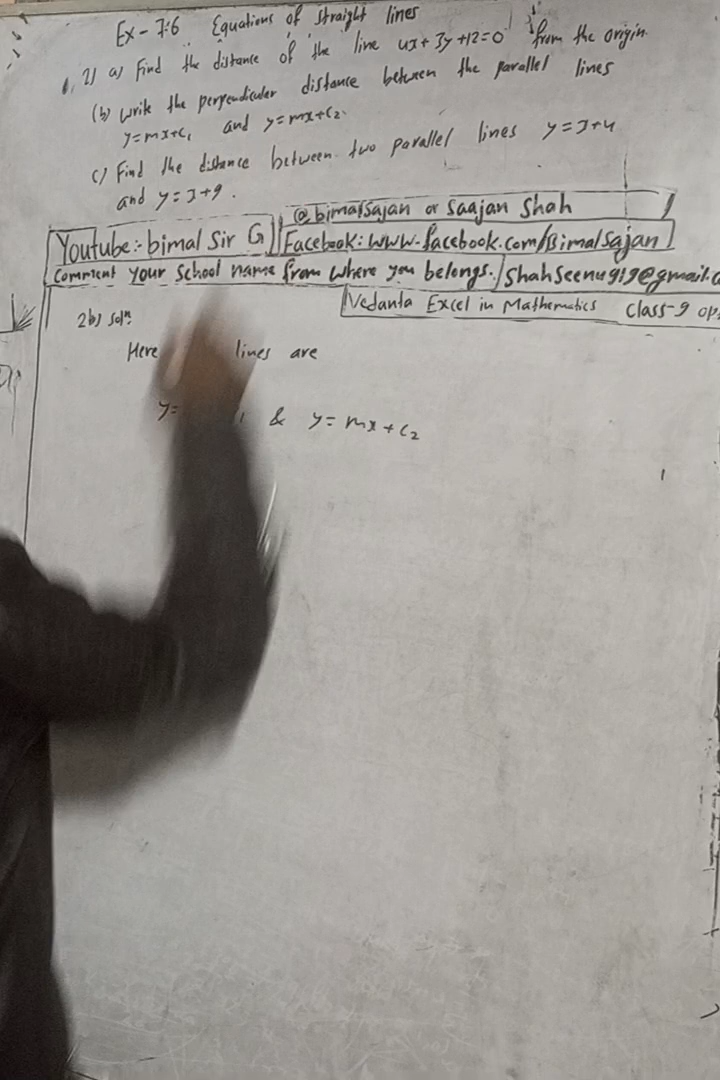 Ex - 7.6 Equations of straight lines
2) a) Find the distance of the line 4x + 3y + 12 = 0 from the origin
(b) write the perpendicular distance between the parallel lines
y = mx + c₁ and y = mx + c₂.
c) Find the distance between two parallel lines y = x + 4
and y = x + 9.
@bimalsajan or Saajan Shah
Youtube:- bimal Sir G
Facebook: www.facebook.com/Bimalsajan
Comment your School name from where you belongs.
Shahseenu919@gmail.c
Vedanta Excel in Mathematics Class-9 op
2b) solⁿ:
Here lines are
y= & y = mx + c₂